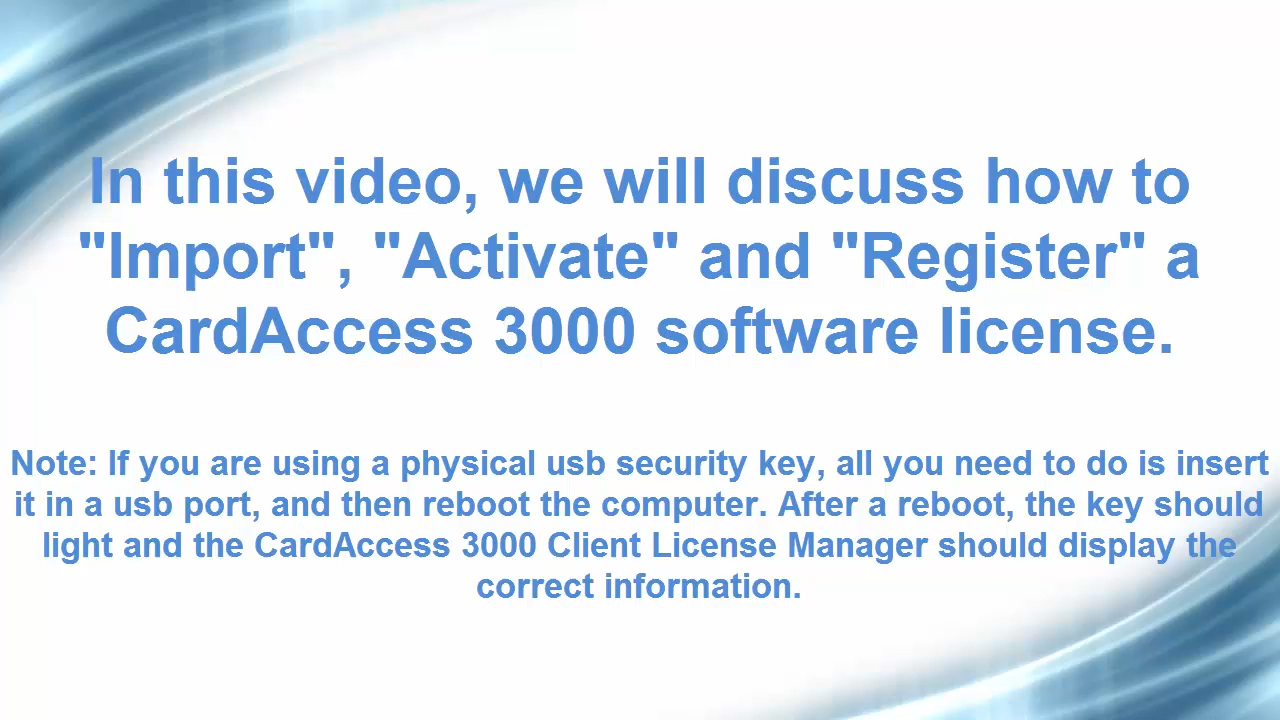 In this video, we will discuss how to
"Import", "Activate" and "Register" a
CardAccess 3000 software license.
Note: If you are using a physical usb security key, all you need to do is insert
it in a usb port, and then reboot the computer. After a reboot, the key should
light and the CardAccess 3000 Client License Manager should display the
correct information.